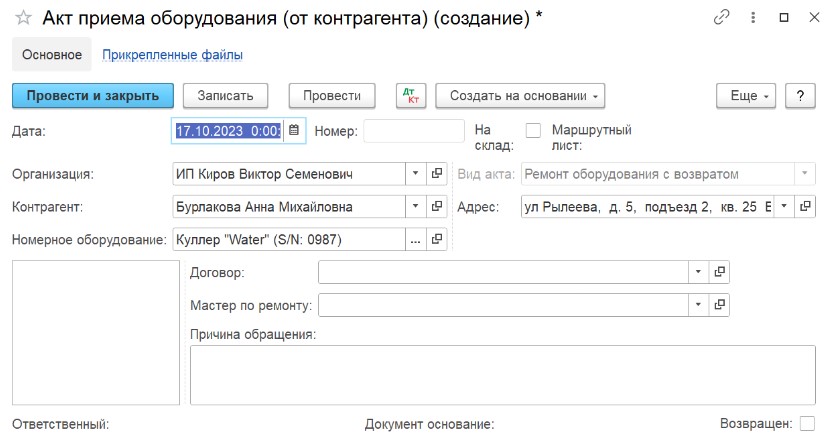 Акт приема оборудования (от контрагента) (создание) *
Основное Прикрепленные файлы
Провести и закрыть Записать Провести Дт Кт Создать на основании Еще ?
Дата: 17.10.2023 0:00: Номер: На склад: Маршрутный лист:
Организация: ИП Киров Виктор Семенович Вид акта: Ремонт оборудования с возвратом
Контрагент: Бурлакова Анна Михайловна Адрес: ул Рылеева, д. 5, подъезд 2, кв. 25
Номерное оборудование: Куллер "Water" (S/N: 0987) ...
Договор:
Мастер по ремонту:
Причина обращения:
Ответственный: Документ основание: Возвращен: